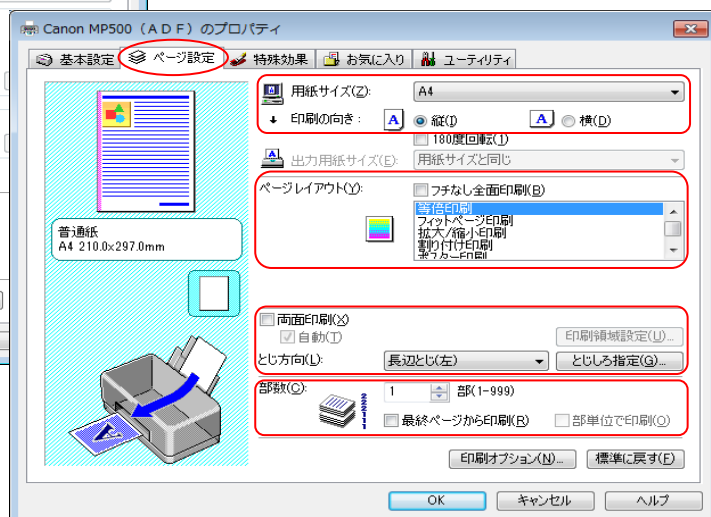 Canon MP500（ＡＤＦ）のプロパティ
基本設定 ページ設定 特殊効果 お気に入り ユーティリティ
用紙サイズ(Z): A4
印刷の向き: A 縦(I) A 横(D)
180度回転(1)
出力用紙サイズ(E): 用紙サイズと同じ
ページレイアウト(Y): フチなし全面印刷(B)
等倍印刷
フィットページ印刷
拡大/縮小印刷
割り付け印刷
ポスター印刷
普通紙
A4 210.0x297.0mm
両面印刷(X)
自動(T) 印刷領域設定(U)...
とじ方向(L): 長辺とじ(左) とじしろ指定(G)...
部数(C): 1 部(1-999)
最終ページから印刷(R) 部単位で印刷(O)
印刷オプション(N)... 標準に戻す(F)
OK キャンセル ヘルプ